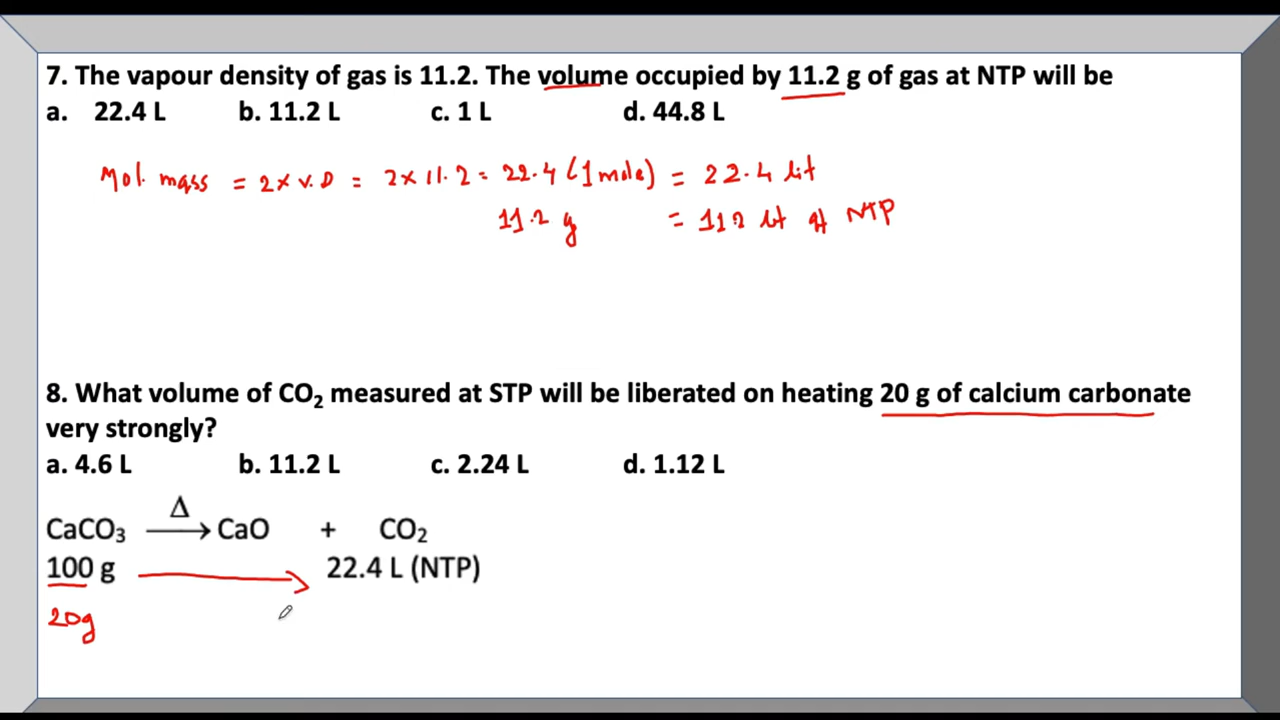 7. The vapour density of gas is 11.2. The volume occupied by 11.2 g of gas at NTP will be
a. 22.4 L b. 11.2 L c. 1 L d. 44.8 L
Mol. mass = 2 x V.D = 2 x 11.2 = 22.4 (1 mole) = 22.4 lit
11.2 g = 11.2 lit at NTP
8. What volume of CO₂ measured at STP will be liberated on heating 20 g of calcium carbonate
very strongly?
a. 4.6 L b. 11.2 L c. 2.24 L d. 1.12 L
Δ
CaCO₃ ⟶ CaO + CO₂
100 g ⟶ 22.4 L (NTP)
20g